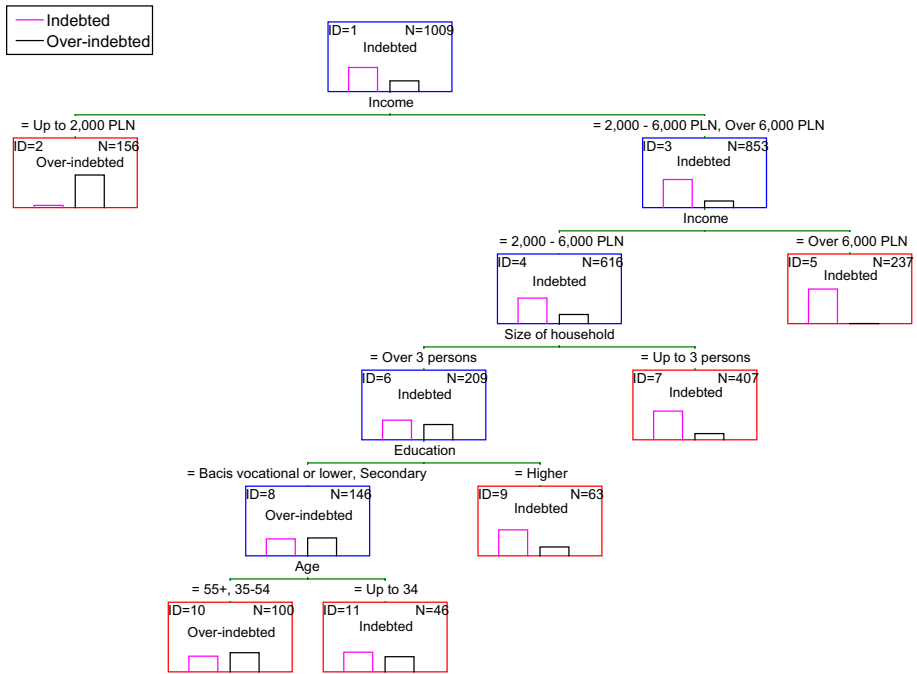 Indebted
Over-indebted
ID=1 N=1009
Indebted
Income
= Up to 2,000 PLN
= 2,000 - 6,000 PLN, Over 6,000 PLN
ID=2 N=156
Over-indebted
ID=3 N=853
Indebted
Income
= 2,000 - 6,000 PLN
= Over 6,000 PLN
ID=4 N=616
Indebted
ID=5 N=237
Indebted
Size of household
= Over 3 persons
= Up to 3 persons
ID=6 N=209
Indebted
ID=7 N=407
Indebted
Education
= Bacis vocational or lower, Secondary
= Higher
ID=8 N=146
Over-indebted
ID=9 N=63
Indebted
Age
= 55+, 35-54
= Up to 34
ID=10 N=100
Over-indebted
ID=11 N=46
Indebted